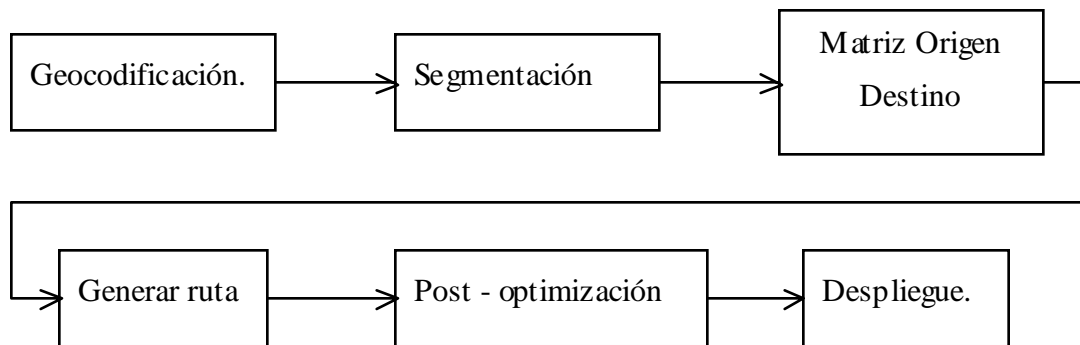 Geocodificación.
Segmentación
Matriz Origen
Destino
Generar ruta
Post - optimización
Despliegue.